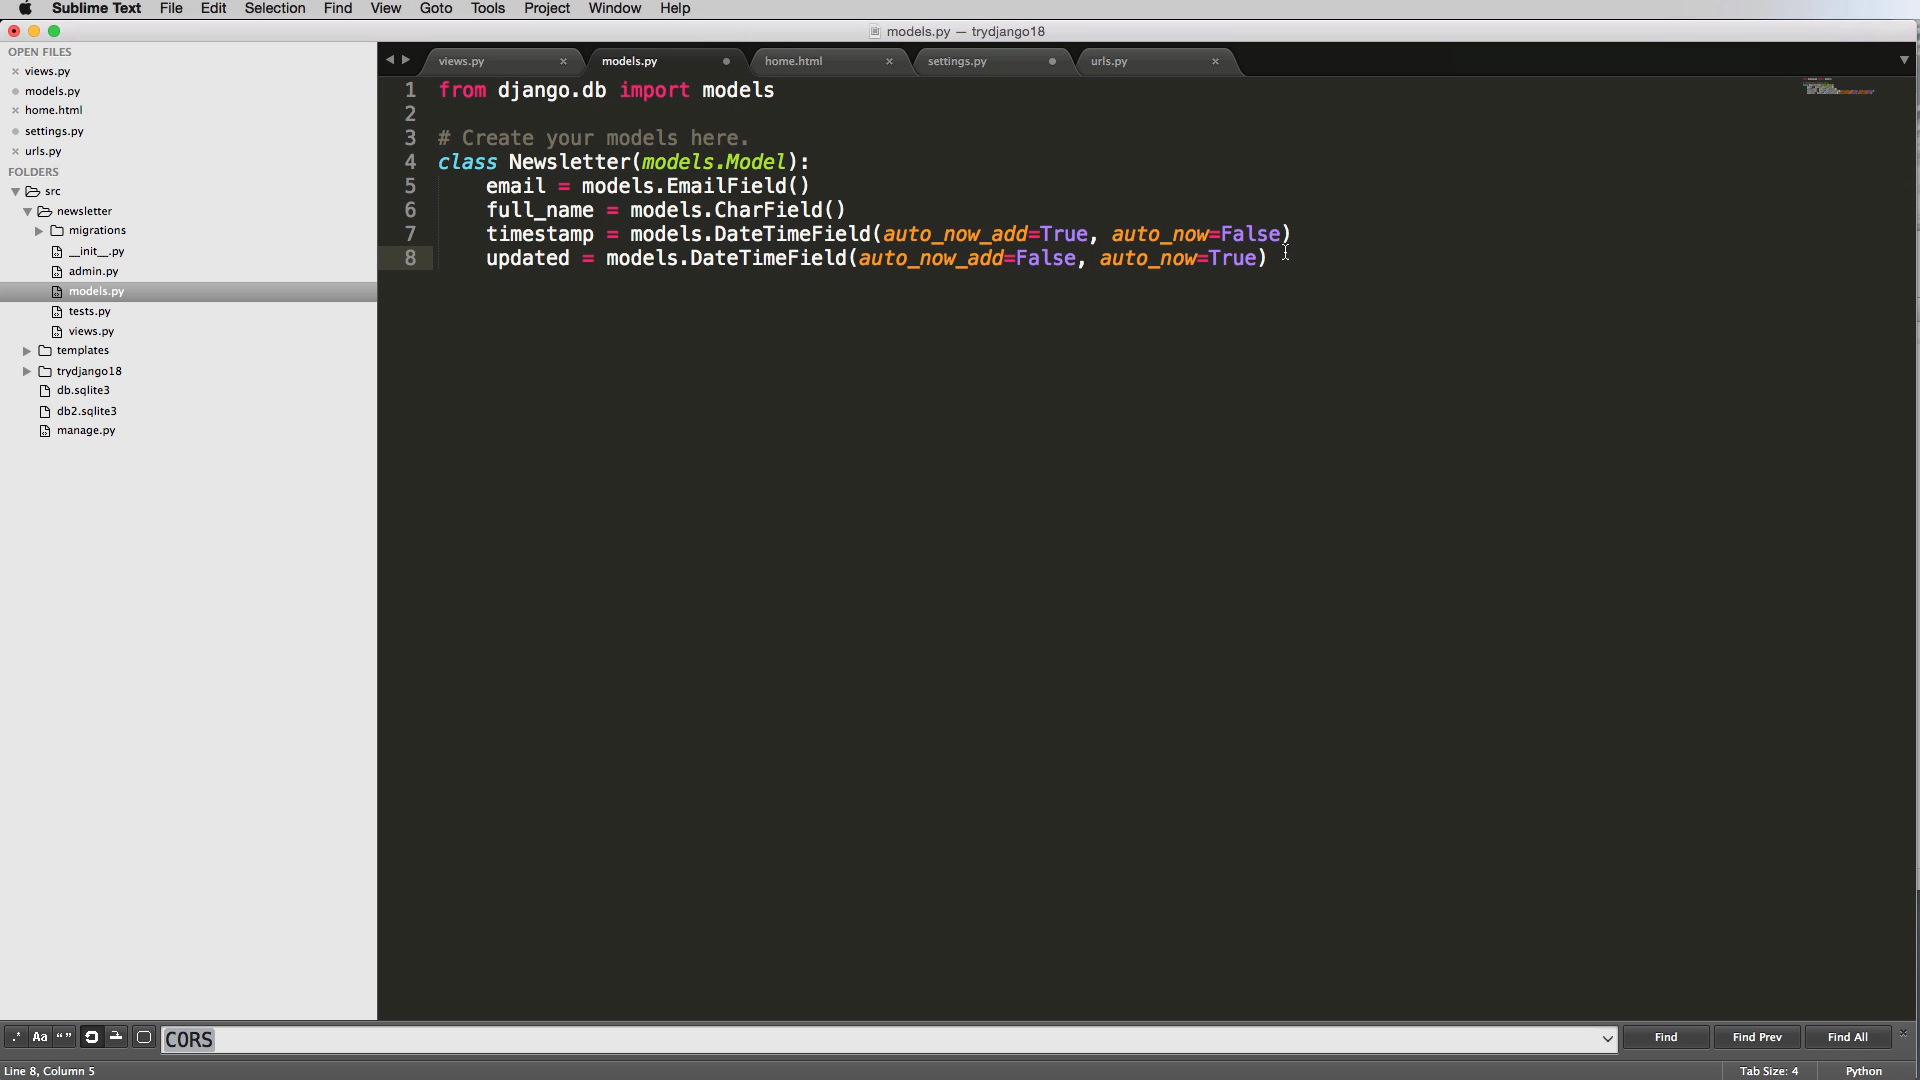 Sublime Text File Edit Selection Find View Goto Tools Project Window Help
models.py — trydjango18
OPEN FILES
views.py
models.py
home.html
settings.py
urls.py
FOLDERS
src
newsletter
migrations
__init__.py
admin.py
models.py
tests.py
views.py
templates
trydjango18
db.sqlite3
db2.sqlite3
manage.py
views.py models.py home.html settings.py urls.py
1 from django.db import models
2
3 # Create your models here.
4 class Newsletter(models.Model):
5     email = models.EmailField()
6     full_name = models.CharField()
7     timestamp = models.DateTimeField(auto_now_add=True, auto_now=False)
8     updated = models.DateTimeField(auto_now_add=False, auto_now=True)
.* Aa “” CORS Find Find Prev Find All
Line 8, Column 5 Tab Size: 4 Python